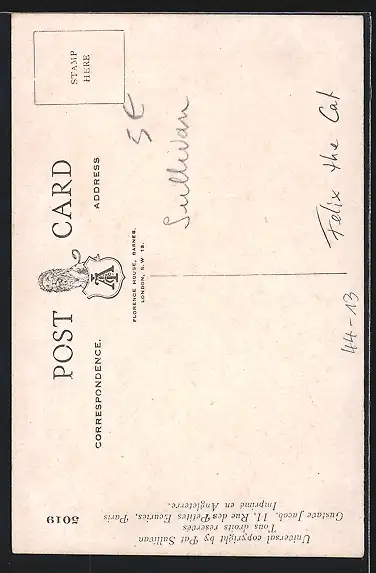 POST CARD
STAMP
HERE
CORRESPONDENCE.
ADDRESS
FLORENCE HOUSE, BARNES,
LONDON, S.W 13.
5€
Sullivan
Felix the Cat
44-13
5019
Universal copyright by Pat Sullivan
Tous droits réservés
Gustave Jacob, 11, Rue des Petites Ecuries, Paris
Imprimé en Angleterre.